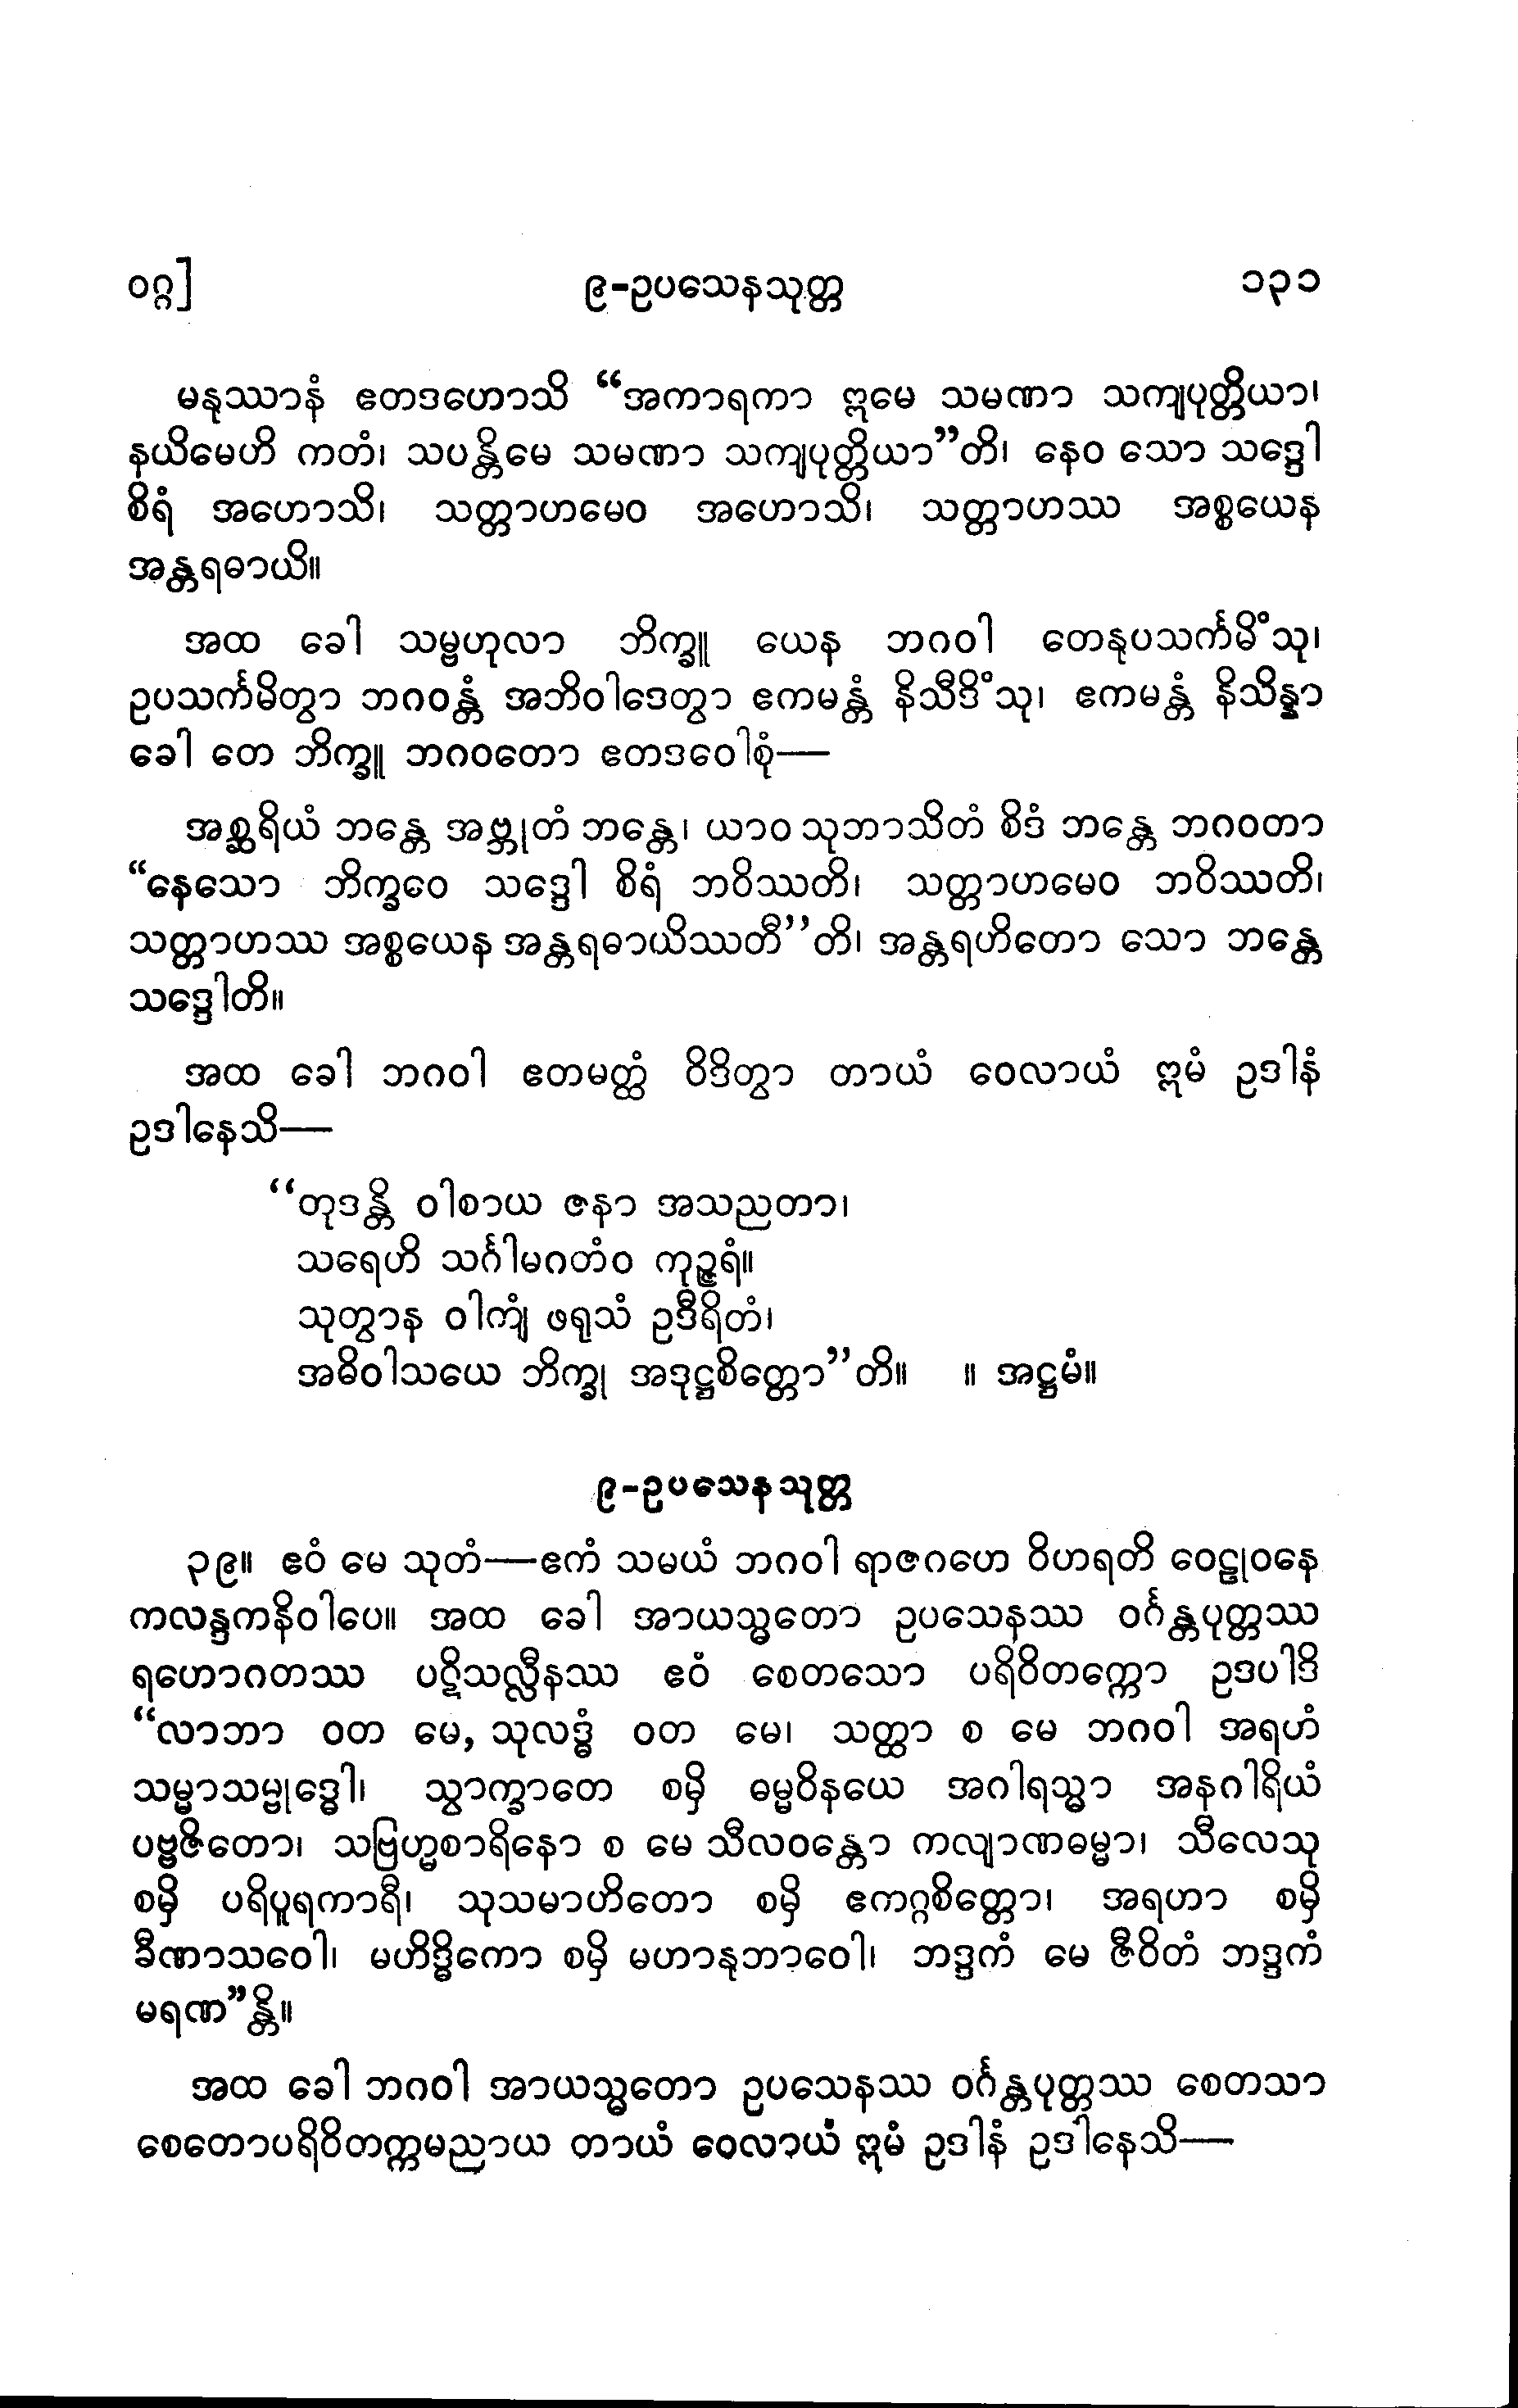 ဝဂ္ဂ]
၉-ဥပသေနသုတ္တ
၁၃၁
မနုဿာနံ ဧတဒဟောသိ “အကာရကာ ဣမေ သမဏာ သကျပုတ္တိယာ၊
နယိမေဟိ ကတံ၊ သပန္တိမေ သမဏာ သကျပုတ္တိယာ”တိ၊ နေဝ သော သဒ္ဒေါ
စိရံ အဟောသိ၊ သတ္တာဟမေဝ အဟောသိ၊ သတ္တာဟဿ အစ္စယေန
အန္တရဓာယိ။
အထ ခေါ သမ္ဗဟုလာ ဘိက္ခူ ယေန ဘဂဝါ တေနုပသင်္ကမိံသု၊
ဥပသင်္ကမိတွာ ဘဂဝန္တံ အဘိဝါဒေတွာ ဧကမန္တံ နိသီဒိံသု၊ ဧကမန္တံ နိသိန္နာ
ခေါ တေ ဘိက္ခူ ဘဂဝတော ဧတဒဝေါစုံ—
အစ္ဆရိယံ ဘန္တေ အဗ္ဘုတံ ဘန္တေ၊ ယာဝ သုဘာသိတံ စိဒံ ဘန္တေ ဘဂဝတာ
“နေသော ဘိက္ခဝေ သဒ္ဒေါ စိရံ ဘဝိဿတိ၊ သတ္တာဟမေဝ ဘဝိဿတိ၊
သတ္တာဟဿ အစ္စယေန အန္တရဓာယိဿတီ’’တိ၊ အန္တရဟိတော သော ဘန္တေ
သဒ္ဒေါတိ။
အထ ခေါ ဘဂဝါ ဧတမတ္ထံ ဝိဒိတွာ တာယံ ဝေလာယံ ဣမံ ဥဒါနံ
ဥဒါနေသိ—
‘‘တုဒန္တိ ဝါစာယ ဇနာ အသညတာ၊
သရေဟိ သင်္ဂါမဂတံဝ ကုဉ္ဇရံ။
သုတွာန ဝါကျံ ဖရုသံ ဥဒီရိတံ၊
အဓိဝါသယေ ဘိက္ခု အဒုဋ္ဌစိတ္တော’’တိ။ ။ အဋ္ဌမံ။
၉-ဥပသေနသုတ္တ
၃၉။ ဧဝံ မေ သုတံ—ဧကံ သမယံ ဘဂဝါ ရာဇဂဟေ ဝိဟရတိ ဝေဠုဝနေ
ကလန္ဒကနိဝါပေ။ အထ ခေါ အာယသ္မတော ဥပသေနဿ ဝင်္ဂန္တပုတ္တဿ
ရဟောဂတဿ ပဋိသလ္လီနဿ ဧဝံ စေတသော ပရိဝိတက္ကော ဥဒပါဒိ
“လာဘာ ဝတ မေ, သုလဒ္ဓံ ဝတ မေ၊ သတ္ထာ စ မေ ဘဂဝါ အရဟံ
သမ္မာသမ္ဗုဒ္ဓေါ၊ သွာက္ခာတေ စမှိ ဓမ္မဝိနယေ အဂါရသ္မာ အနဂါရိယံ
ပဗ္ဗဇိတော၊ သဗြဟ္မစာရိနော စ မေ သီလဝန္တော ကလျာဏဓမ္မာ၊ သီလေသု
စမှိ ပရိပူရကာရီ၊ သုသမာဟိတော စမှိ ဧကဂ္ဂစိတ္တော၊ အရဟာ စမှိ
ခီဏာသဝေါ၊ မဟိဒ္ဓိကော စမှိ မဟာနုဘာဝေါ၊ ဘဒ္ဒကံ မေ ဇီဝိတံ ဘဒ္ဒကံ
မရဏ”န္တိ။
အထ ခေါ ဘဂဝါ အာယသ္မတော ဥပသေနဿ ဝင်္ဂန္တပုတ္တဿ စေတသာ
စေတောပရိဝိတက္ကမညာယ တာယံ ဝေလာယံ ဣမံ ဥဒါနံ ဥဒါနေသိ—